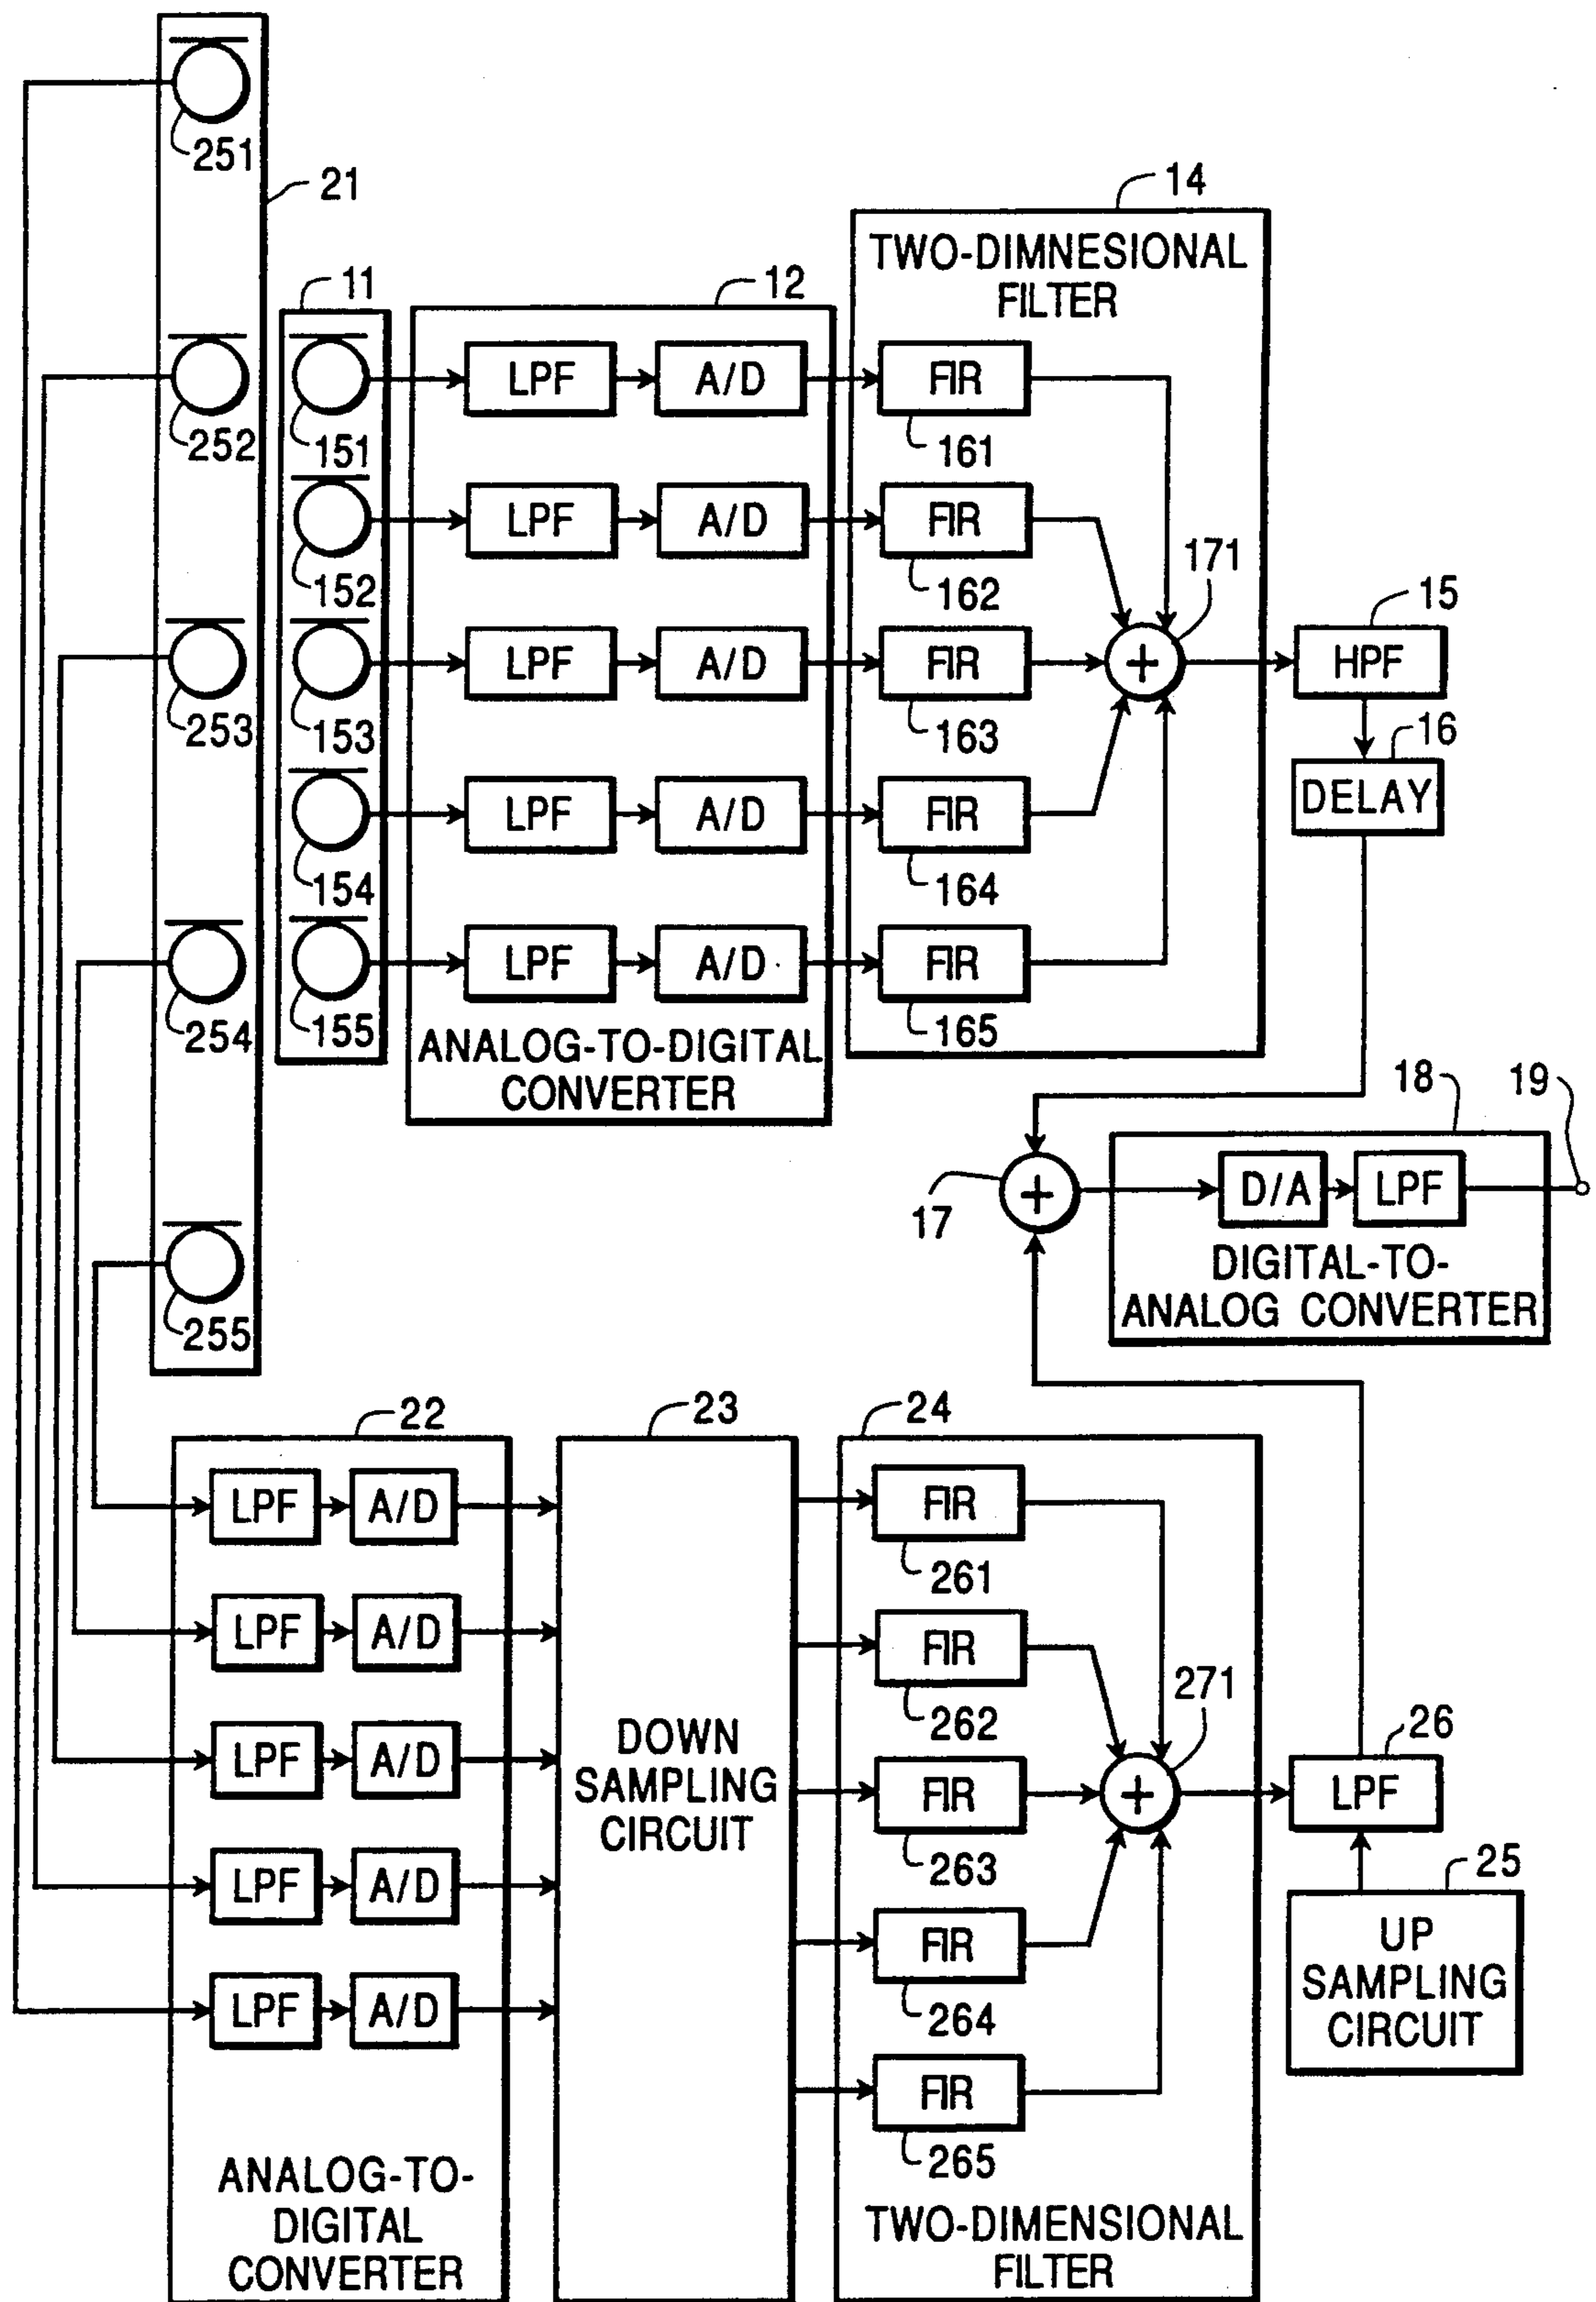 251
21
14
TWO-DIMNESIONAL
FILTER
11
12
252
151
LPF
A/D
FIR
161
152
LPF
A/D
FIR
162
171
15
HPF
253
153
LPF
A/D
FIR
163
+
16
DELAY
154
LPF
A/D
FIR
164
254
155
LPF
A/D
FIR
165
ANALOG-TO-DIGITAL
CONVERTER
18
19
17
+
D/A
LPF
DIGITAL-TO-
ANALOG CONVERTER
255
22
23
24
LPF
A/D
FIR
261
LPF
A/D
FIR
262
271
26
LPF
A/D
DOWN
SAMPLING
CIRCUIT
FIR
263
+
LPF
25
UP
SAMPLING
CIRCUIT
LPF
A/D
FIR
264
LPF
A/D
FIR
265
ANALOG-TO-
DIGITAL
CONVERTER
TWO-DIMENSIONAL
FILTER